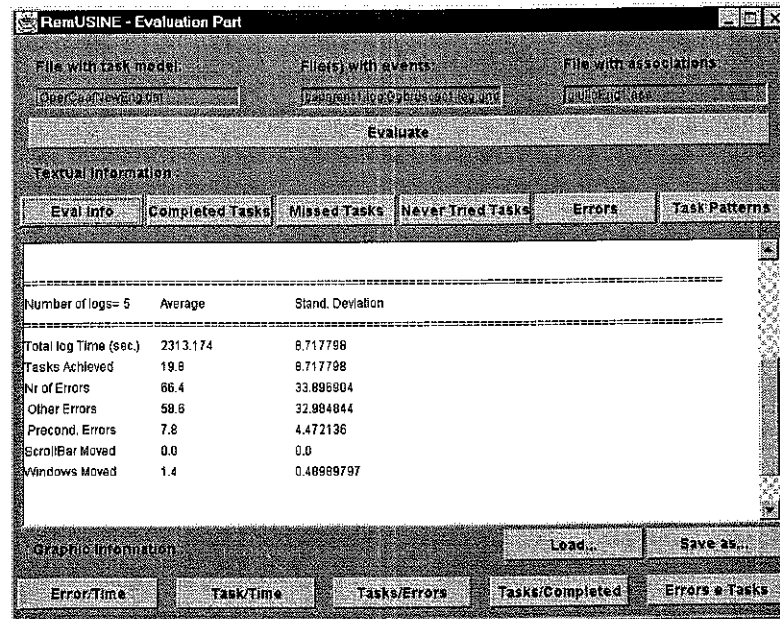 RemUSINE - Evaluation Part
File with task model:
File(s) with events:
File with associations
Evaluate
Textual Information
Eval Info
Completed Tasks
Missed Tasks
Never Tried Tasks
Errors
Task Patterns
Number of logs= 5 Average Stand. Deviation
Total log Time (sec.) 2313.174 8.717798
Tasks Achieved 19.8 8.717798
Nr of Errors 66.4 33.896904
Other Errors 58.6 32.984844
Precond. Errors 7.8 4.472136
ScrollBar Moved 0.0 0.0
Windows Moved 1.4 0.48989797
Graphic Information
Load...
Save as...
Error/Time
Task/Time
Tasks/Errors
Tasks/Completed
Errors e Tasks